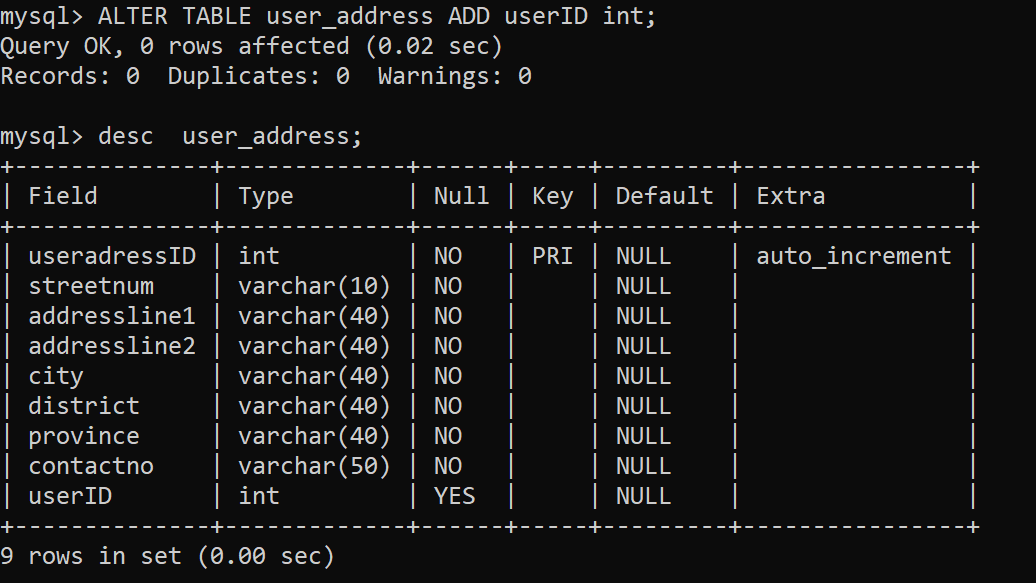 mysql> ALTER TABLE user_address ADD userID int;
Query OK, 0 rows affected (0.02 sec)
Records: 0  Duplicates: 0  Warnings: 0

mysql> desc  user_address;
+--------------+-------------+------+-----+---------+----------------+
| Field        | Type        | Null | Key | Default | Extra          |
+--------------+-------------+------+-----+---------+----------------+
| useradressID | int         | NO   | PRI | NULL    | auto_increment |
| streetnum    | varchar(10) | NO   |     | NULL    |                |
| addressline1 | varchar(40) | NO   |     | NULL    |                |
| addressline2 | varchar(40) | NO   |     | NULL    |                |
| city         | varchar(40) | NO   |     | NULL    |                |
| district     | varchar(40) | NO   |     | NULL    |                |
| province     | varchar(40) | NO   |     | NULL    |                |
| contactno    | varchar(50) | NO   |     | NULL    |                |
| userID       | int         | YES  |     | NULL    |                |
+--------------+-------------+------+-----+---------+----------------+
9 rows in set (0.00 sec)